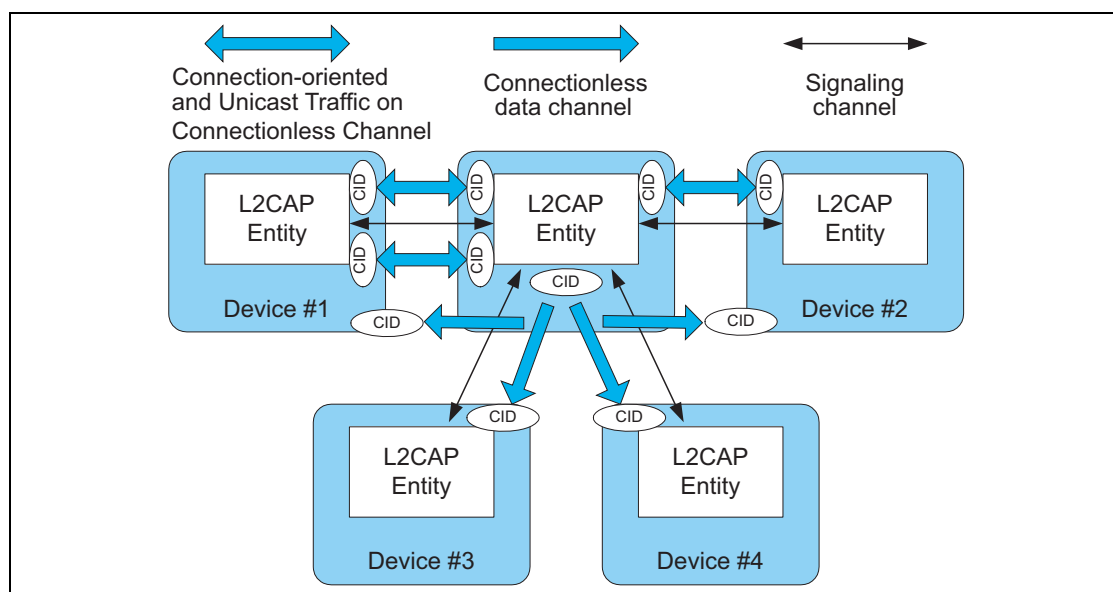 Connection-oriented
and Unicast Traffic on
Connectionless Channel
Connectionless
data channel
Signaling
channel
CID
CID
CID
CID
L2CAP
Entity
L2CAP
Entity
L2CAP
Entity
CID
CID
CID
Device #1
Device #2
CID
CID
CID
CID
L2CAP
Entity
L2CAP
Entity
Device #3
Device #4